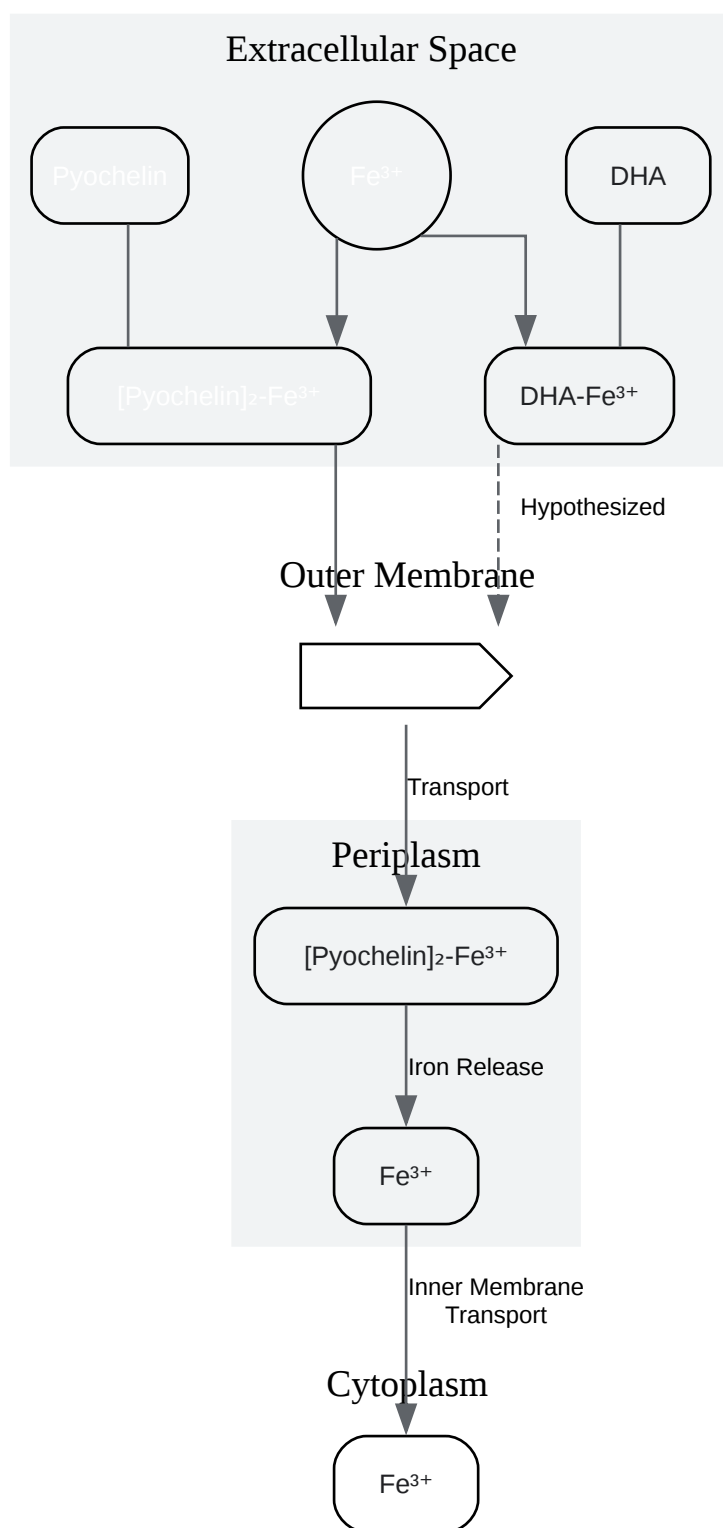 Extracellular Space
Pyochelin
Fe³⁺
DHA
[Pyochelin]₂-Fe³⁺
DHA-Fe³⁺
Hypothesized
Outer Membrane
Transport
Periplasm
[Pyochelin]₂-Fe³⁺
Iron Release
Fe³⁺
Inner Membrane
Transport
Cytoplasm
Fe³⁺